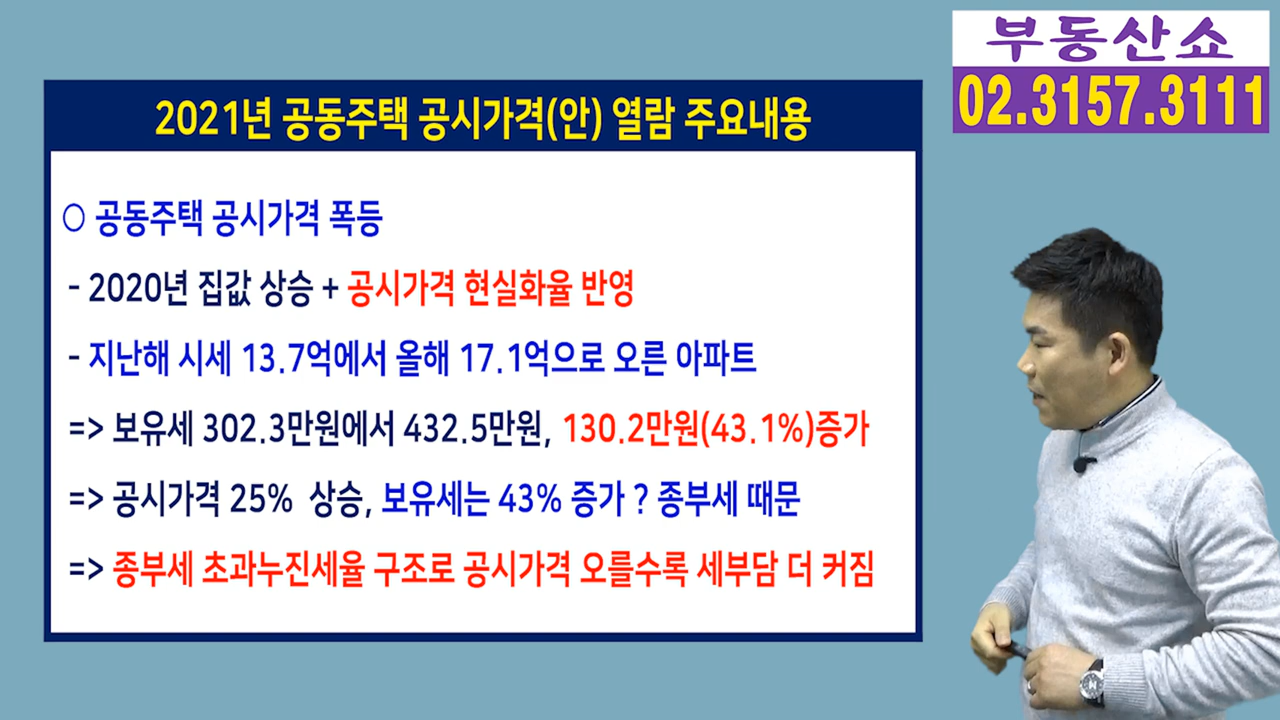 부동산쇼
02.3157.3111
2021년 공동주택 공시가격(안) 열람 주요내용
○ 공동주택 공시가격 폭등
- 2020년 집값 상승 + 공시가격 현실화율 반영
- 지난해 시세 13.7억에서 올해 17.1억으로 오른 아파트
=> 보유세 302.3만원에서 432.5만원, 130.2만원(43.1%)증가
=> 공시가격 25% 상승, 보유세는 43% 증가 ? 종부세 때문
=> 종부세 초과누진세율 구조로 공시가격 오를수록 세부담 더 커짐